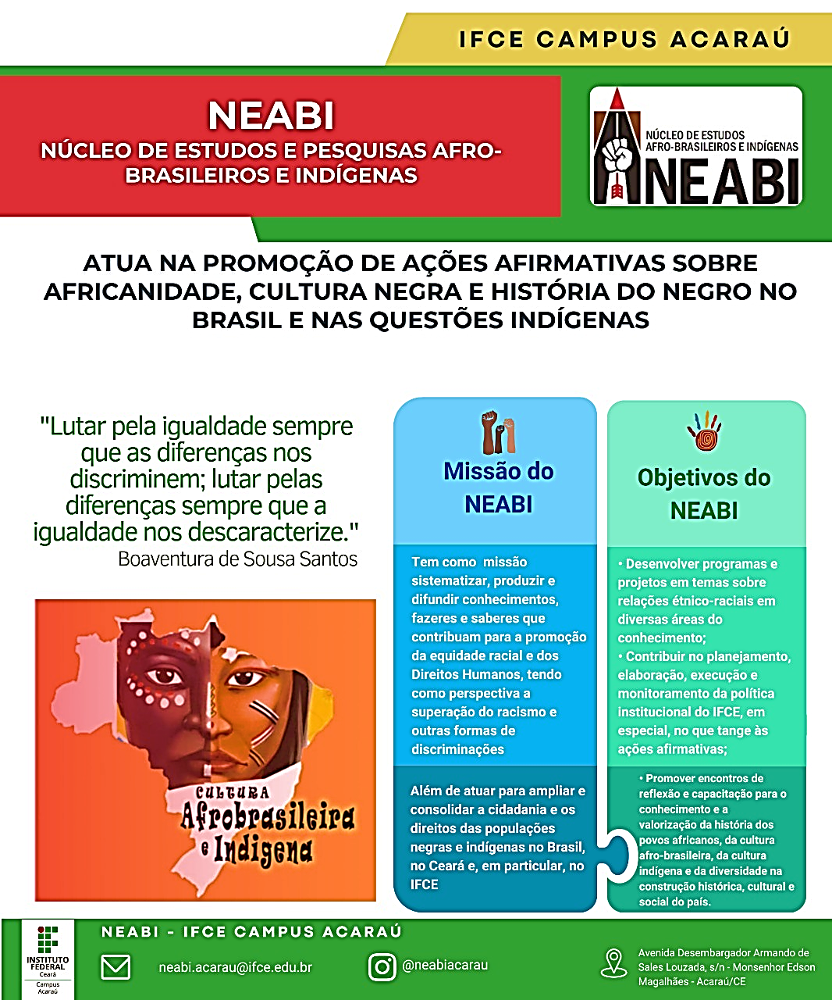 IFCE CAMPUS ACARAÚ
NEABI
NÚCLEO DE ESTUDOS E PESQUISAS AFRO-
BRASILEIROS E INDÍGENAS
NÚCLEO DE ESTUDOS
AFRO-BRASILEIROS E INDÍGENAS
NEABI
ATUA NA PROMOÇÃO DE AÇÕES AFIRMATIVAS SOBRE
AFRICANIDADE, CULTURA NEGRA E HISTÓRIA DO NEGRO NO
BRASIL E NAS QUESTÕES INDÍGENAS
"Lutar pela igualdade sempre
que as diferenças nos
discriminem; lutar pelas
diferenças sempre que a
igualdade nos descaracterize."
Boaventura de Sousa Santos
CULTURA
Afrobrasileira
e Indígena
Missão do
NEABI
Tem como missão
sistematizar, produzir e
difundir conhecimentos,
fazeres e saberes que
contribuam para a promoção
da equidade racial e dos
Direitos Humanos, tendo
como perspectiva a
superação do racismo e
outras formas de
discriminações
Além de atuar para ampliar e
consolidar a cidadania e os
direitos das populações
negras e indígenas no Brasil,
no Ceará e, em particular, no
IFCE
Objetivos do
NEABI
• Desenvolver programas e
projetos em temas sobre
relações étnico-raciais em
diversas áreas do
conhecimento;
• Contribuir no planejamento,
elaboração, execução e
monitoramento da política
institucional do IFCE, em
especial, no que tange às
ações afirmativas;
• Promover encontros de
reflexão e capacitação para o
conhecimento e a
valorização da história dos
povos africanos, da cultura
afro-brasileira, da cultura
indígena e da diversidade na
construção histórica, cultural e
social do país.
INSTITUTO
FEDERAL
Ceará
Campus
Acaraú
NEABI - IFCE CAMPUS ACARAÚ
neabi.acarau@ifce.edu.br
@neabiacarau
Avenida Desembargador Armando de
Sales Louzada, s/n - Monsenhor Edson
Magalhães - Acaraú/CE